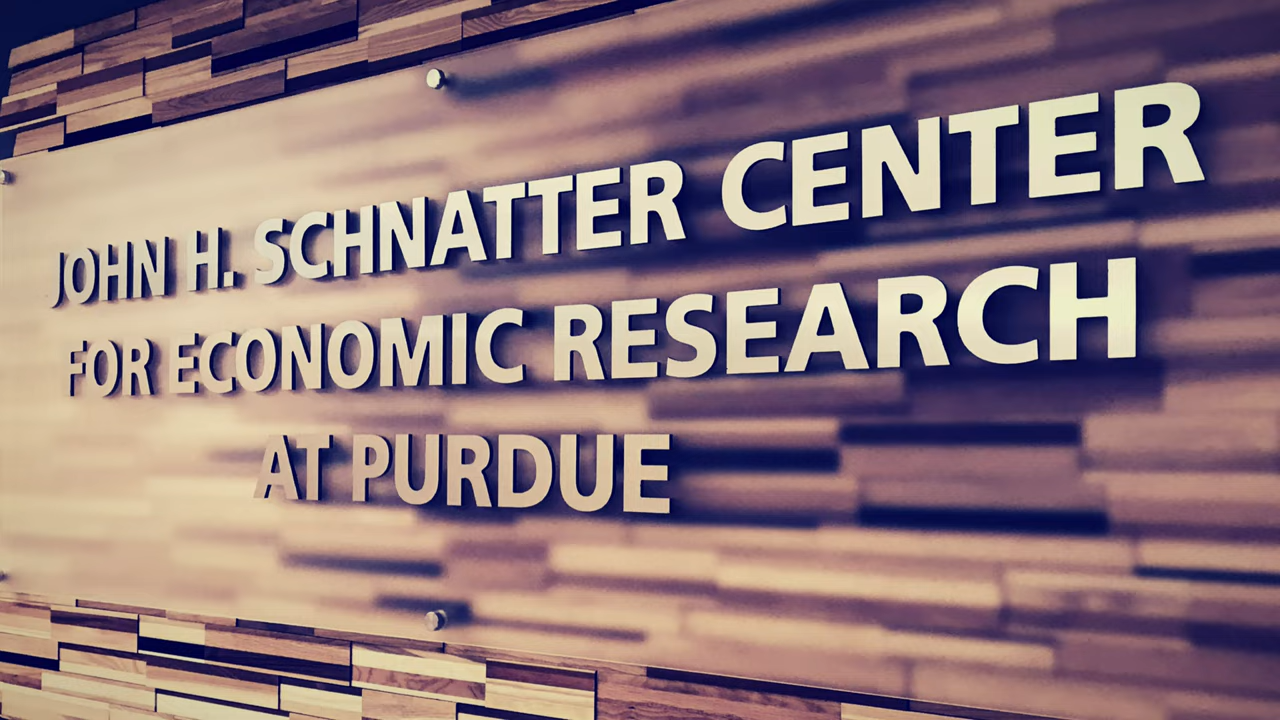 JOHN H. SCHNATTER CENTER
FOR ECONOMIC RESEARCH
AT PURDUE